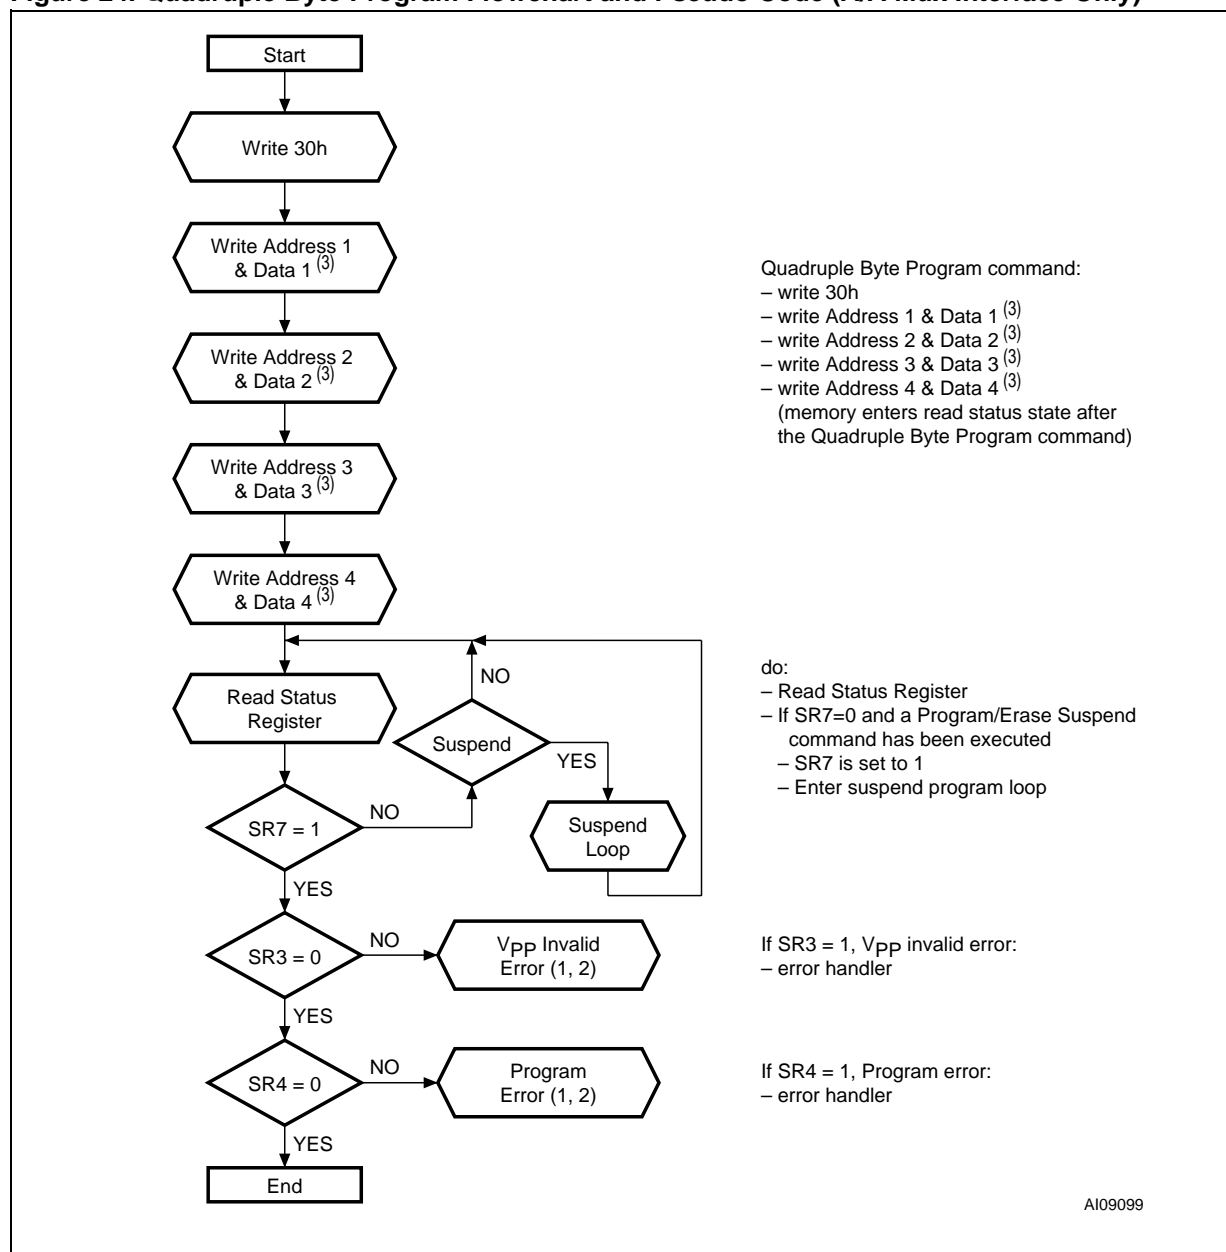 Start
Write 30h
Write Address 1
& Data 1 (3)
Write Address 2
& Data 2 (3)
Write Address 3
& Data 3 (3)
Write Address 4
& Data 4 (3)
Quadruple Byte Program command:
– write 30h
– write Address 1 & Data 1 (3)
– write Address 2 & Data 2 (3)
– write Address 3 & Data 3 (3)
– write Address 4 & Data 4 (3)
(memory enters read status state after
the Quadruple Byte Program command)
Read Status
Register
NO
Suspend
YES
SR7 = 1
NO
Suspend
Loop
YES
do:
– Read Status Register
– If SR7=0 and a Program/Erase Suspend
command has been executed
– SR7 is set to 1
– Enter suspend program loop
SR3 = 0
NO
VPP Invalid
Error (1, 2)
YES
If SR3 = 1, VPP invalid error:
– error handler
SR4 = 0
NO
Program
Error (1, 2)
YES
If SR4 = 1, Program error:
– error handler
End
AI09099